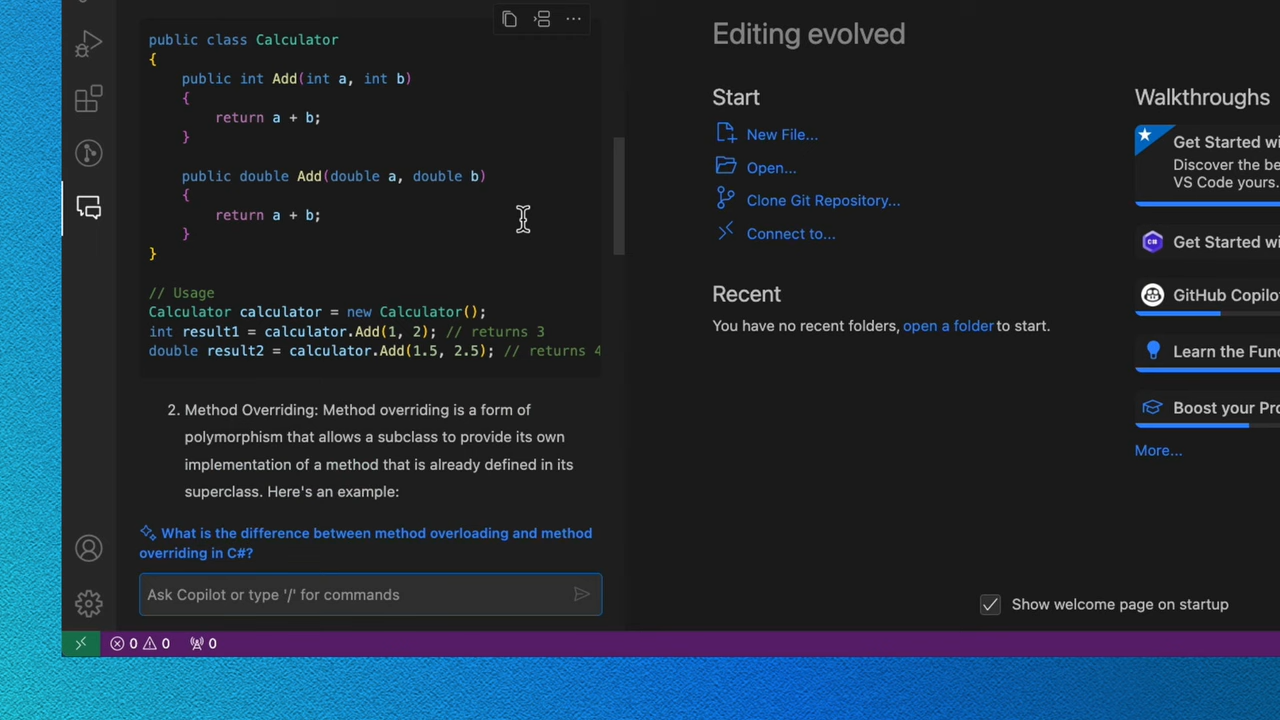 public class Calculator
{
public int Add(int a, int b)
{
return a + b;
}
public double Add(double a, double b)
{
return a + b;
}
}
// Usage
Calculator calculator = new Calculator();
int result1 = calculator.Add(1, 2); // returns 3
double result2 = calculator.Add(1.5, 2.5); // returns 4
2. Method Overriding: Method overriding is a form of
polymorphism that allows a subclass to provide its own
implementation of a method that is already defined in its
superclass. Here's an example:
What is the difference between method overloading and method
overriding in C#?
Ask Copilot or type '/' for commands
0 0 0
Editing evolved
Start
New File...
Open...
Clone Git Repository...
Connect to...
Recent
You have no recent folders, open a folder to start.
Walkthroughs
Get Started wi
Discover the be
VS Code yours.
C#
Get Started wi
GitHub Copilo
Learn the Fun
Boost your Pro
More...
Show welcome page on startup